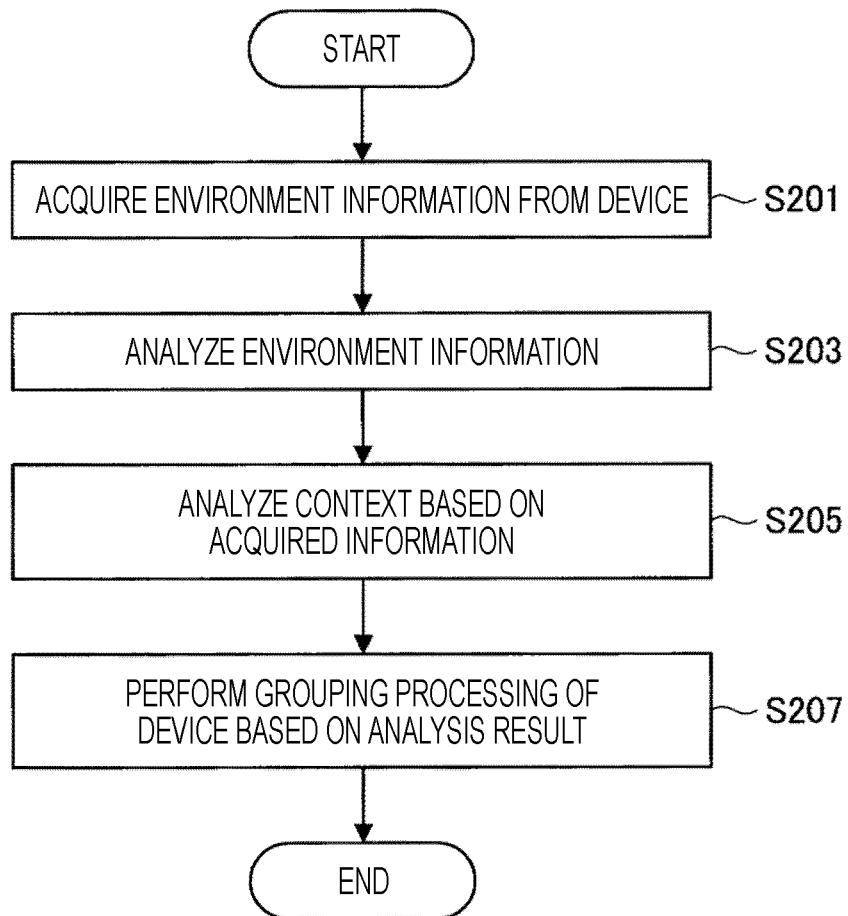 START
ACQUIRE ENVIRONMENT INFORMATION FROM DEVICE
S201
ANALYZE ENVIRONMENT INFORMATION
S203
ANALYZE CONTEXT BASED ON
ACQUIRED INFORMATION
S205
PERFORM GROUPING PROCESSING OF
DEVICE BASED ON ANALYSIS RESULT
S207
END